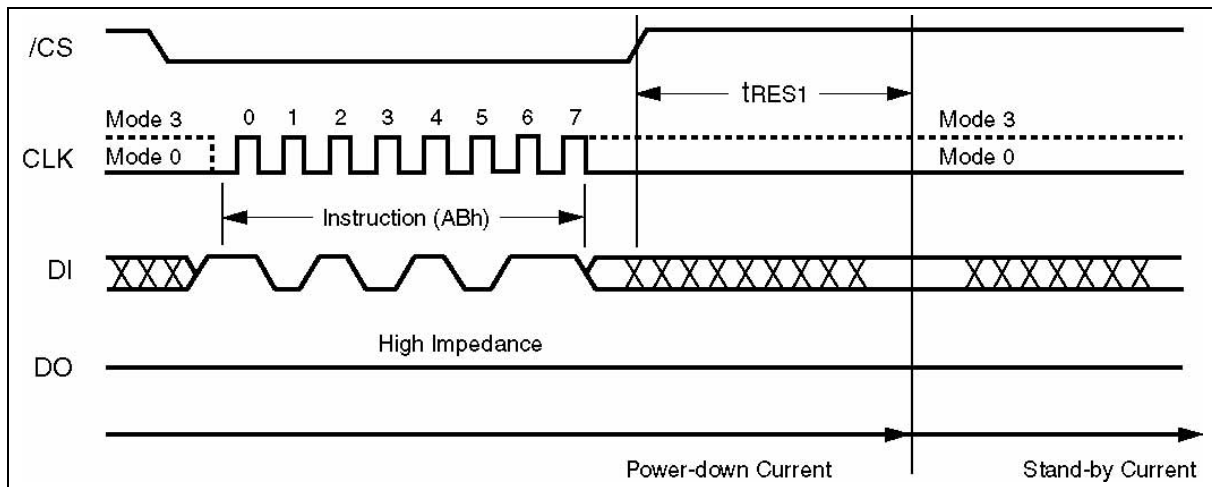 /CS
tRES1
Mode 3
0 1 2 3 4 5 6 7
Mode 3
CLK
Mode 0
Mode 0
Instruction (ABh)
DI
High Impedance
DO
Power-down Current
Stand-by Current